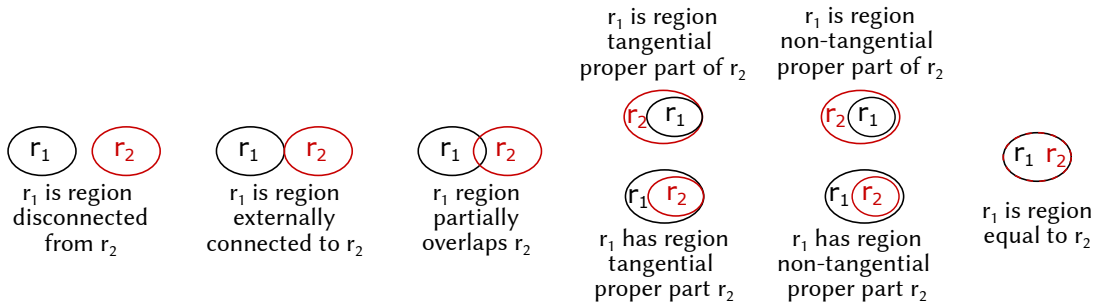 r₁ r₂
r₁ is region
disconnected
from r₂
r₁ r₂
r₁ is region
externally
connected to r₂
r₁ r₂
r₁ region
partially
overlaps r₂
r₁ is region
tangential
proper part of r₂
r₂ r₁
r₁ r₂
r₁ has region
tangential
proper part r₂
r₁ is region
non-tangential
proper part of r₂
r₂ r₁
r₁ r₂
r₁ has region
non-tangential
proper part r₂
r₁ r₂
r₁ is region
equal to r₂